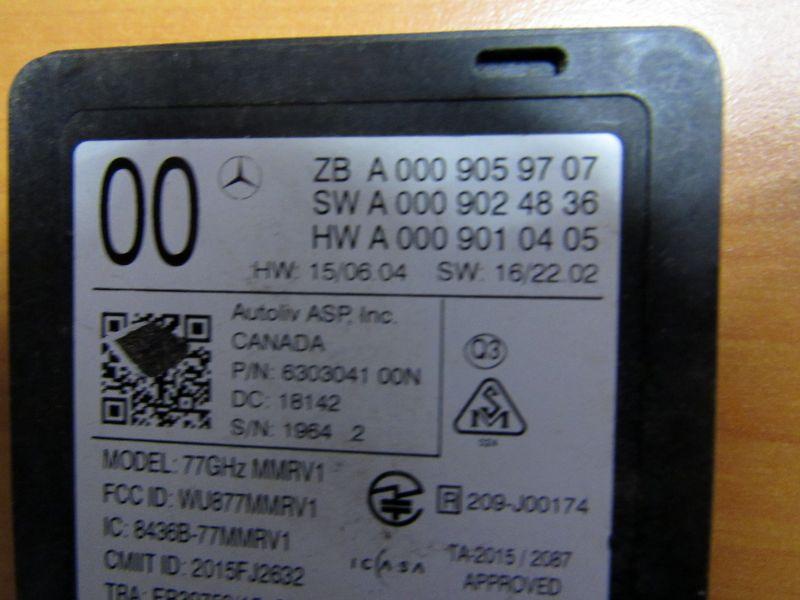 00 ZB A 000 905 97 07
SW A 000 902 48 36
HW A 000 901 04 05
HW: 15/06.04 SW: 16/22.02
Autoliv ASP, Inc.
CANADA
P/N: 6303041 00N
DC: 18142
S/N: 1964 2
Q3
MODEL: 77GHz MMRV1
FCC ID: WU877MMRV1
IC: 8436B-77MMRV1
CMIIT ID: 2015FJ2632
R 209-J00174
ICASA
TA-2015 / 2087
APPROVED